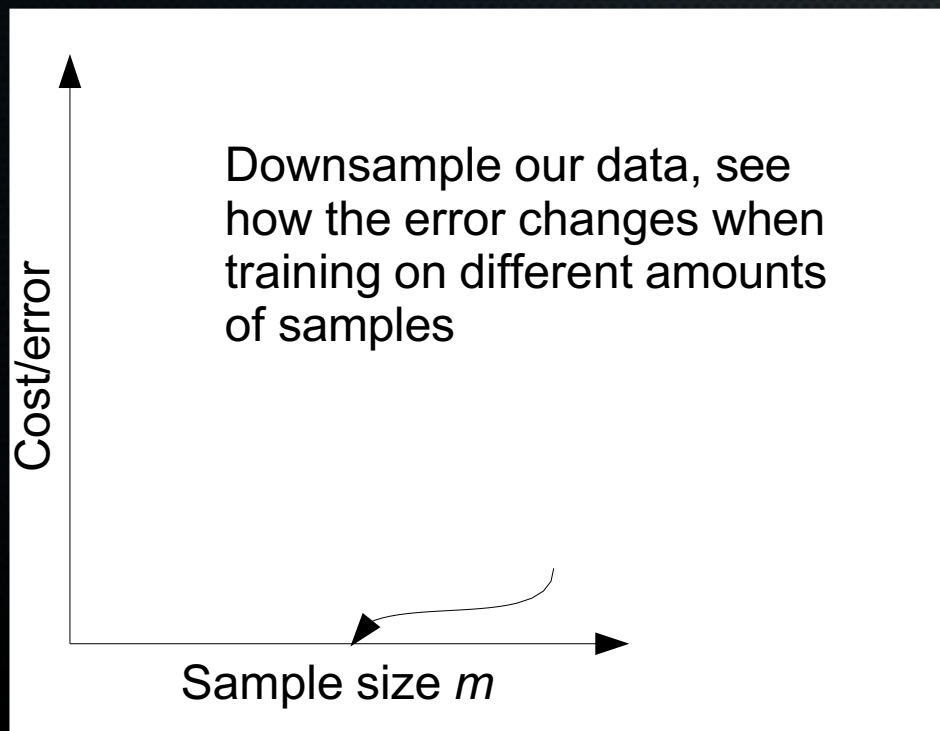 Downsample our data, see
how the error changes when
training on different amounts
of samples
Cost/error
Sample size m